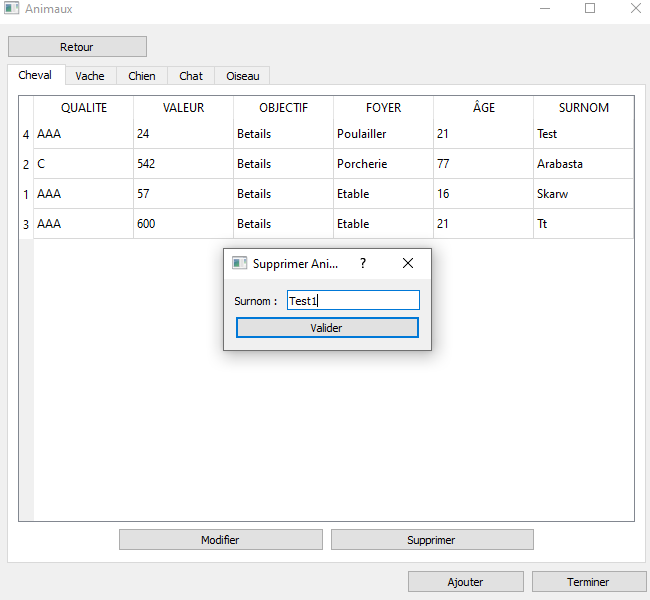 Animaux
Retour
Cheval Vache Chien Chat Oiseau
QUALITE VALEUR OBJECTIF FOYER ÂGE SURNOM
4 AAA 24 Betails Poulailler 21 Test
2 C 542 Betails Porcherie 77 Arabasta
1 AAA 57 Betails Etable 16 Skarw
3 AAA 600 Betails Etable 21 Tt
Supprimer Ani... ?
Surnom : Test1
Valider
Modifier Supprimer
Ajouter Terminer